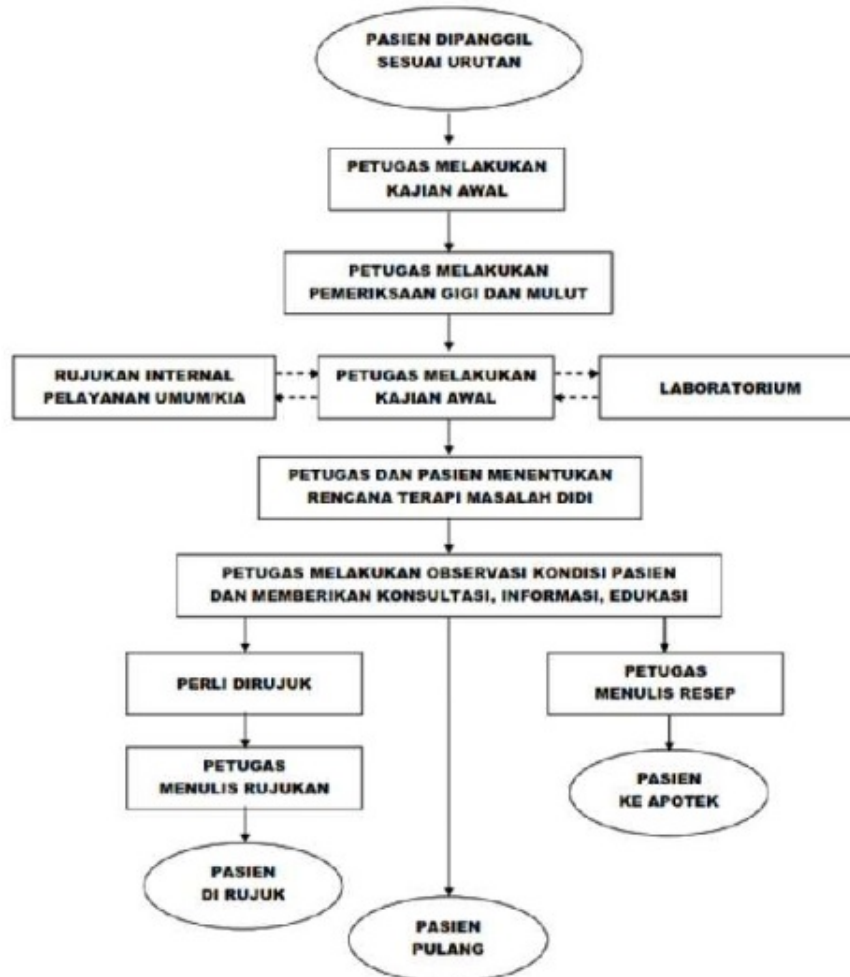 PASIEN DIPANGGIL
SESUAI URUTAN
PETUGAS MELAKUKAN
KAJIAN AWAL
PETUGAS MELAKUKAN
PEMERIKSAAN GIGI DAN MULUT
RUJUKAN INTERNAL
PELAYANAN UMUM/KIA
PETUGAS MELAKUKAN
KAJIAN AWAL
LABORATORIUM
PETUGAS DAN PASIEN MENENTUKAN
RENCANA TERAPI MASALAH DIDI
PETUGAS MELAKUKAN OBSERVASI KONDISI PASIEN
DAN MEMBERIKAN KONSULTASI, INFORMASI, EDUKASI
PERLI DIRUJUK
PETUGAS
MENULIS RESEP
PETUGAS
MENULIS RUJUKAN
PASIEN
KE APOTEK
PASIEN
DI RUJUK
PASIEN
PULANG